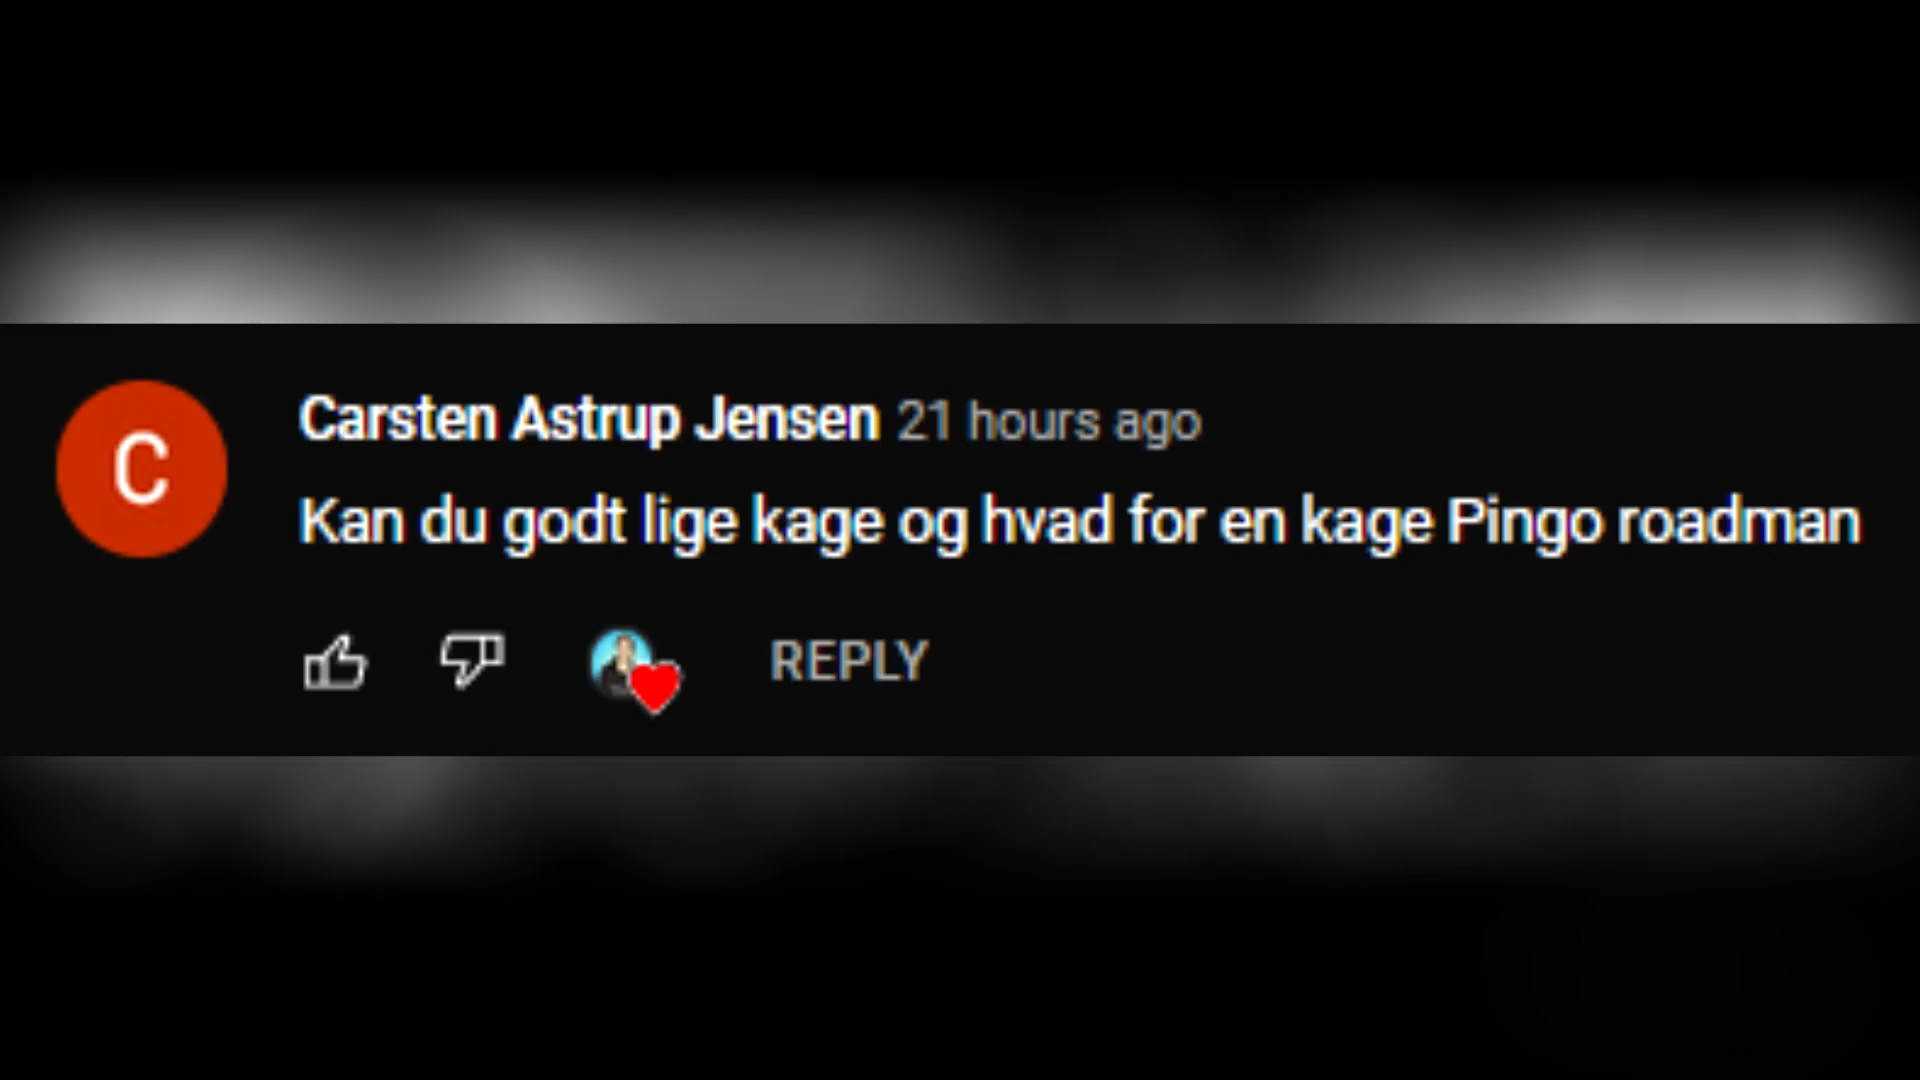 C
Carsten Astrup Jensen 21 hours ago
Kan du godt lige kage og hvad for en kage Pingo roadman
REPLY